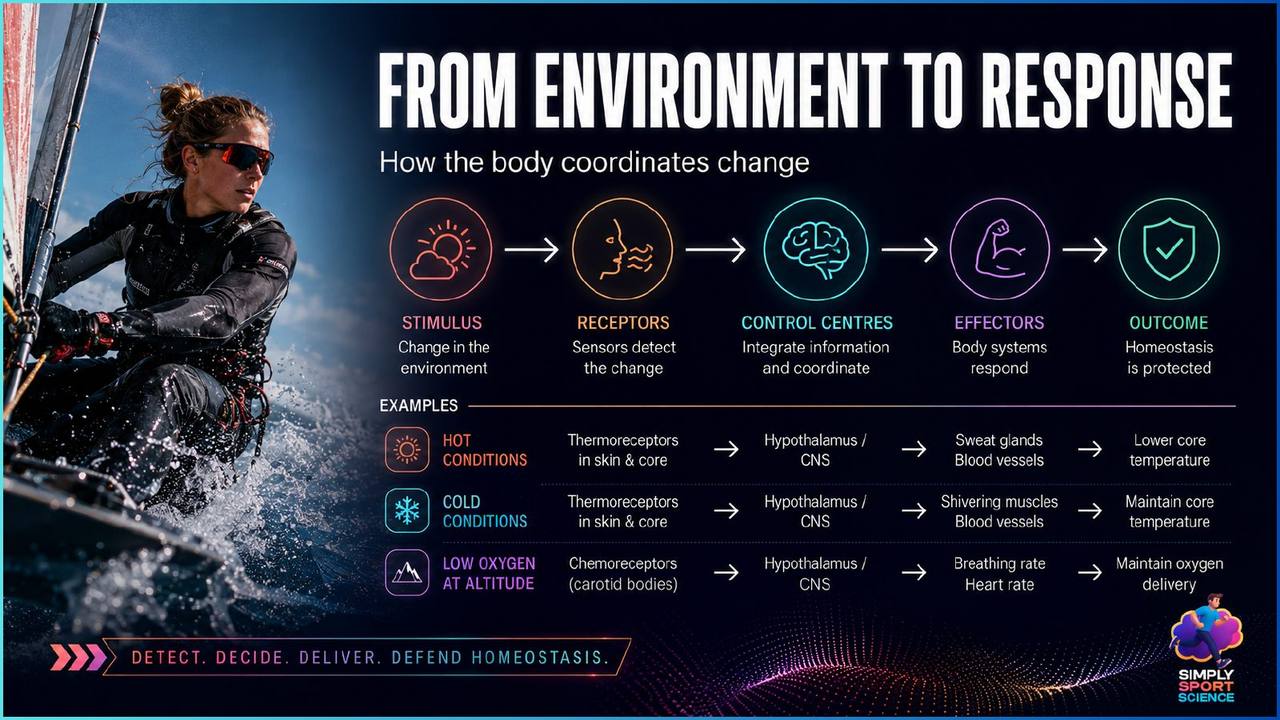 FROM ENVIRONMENT TO RESPONSE
How the body coordinates change
STIMULUS
Change in the
environment
RECEPTORS
Sensors detect
the change
CONTROL CENTRES
Integrate information
and coordinate
EFFECTORS
Body systems
respond
OUTCOME
Homeostasis
is protected
EXAMPLES
HOT
CONDITIONS
Thermoreceptors
in skin & core
Hypothalamus /
CNS
Sweat glands
Blood vessels
Lower core
temperature
COLD
CONDITIONS
Thermoreceptors
in skin & core
Hypothalamus /
CNS
Shivering muscles
Blood vessels
Maintain core
temperature
LOW OXYGEN
AT ALTITUDE
Chemoreceptors
(carotid bodies)
Hypothalamus /
CNS
Breathing rate
Heart rate
Maintain oxygen
delivery
DETECT. DECIDE. DELIVER. DEFEND HOMEOSTASIS.
SIMPLY
SPORT
SCIENCE